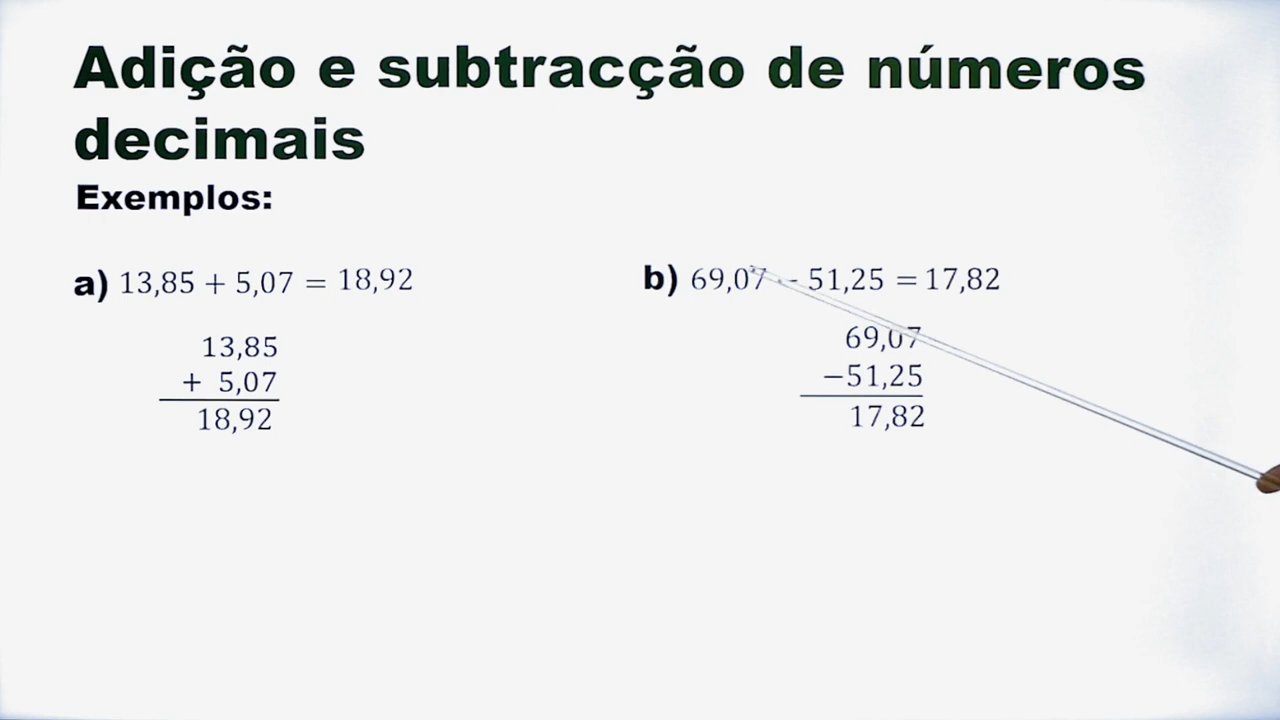 Adição e subtracção de números
decimais
Exemplos:
a) 13,85 + 5,07 = 18,92
b) 69,07 - 51,25 = 17,82
13,85
+ 5,07
18,92
69,07
−51,25
17,82